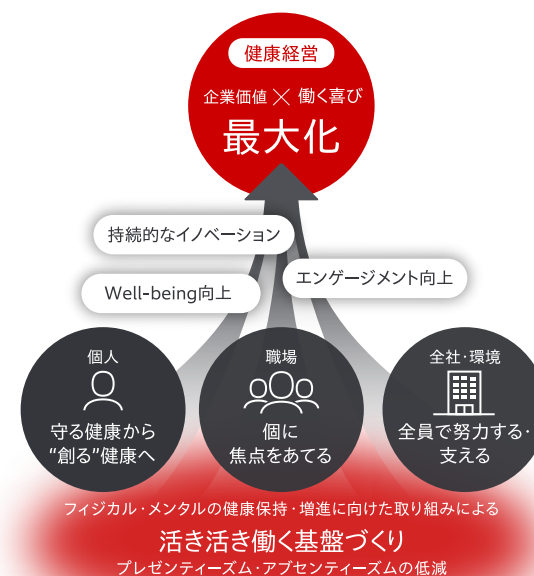 健康経営
企業価値 × 働く喜び
最大化
持続的なイノベーション
エンゲージメント向上
Well-being向上
個人
守る健康から
“創る”健康へ
職場
個に
焦点をあてる
全社・環境
全員で努力する・
支える
フィジカル・メンタルの健康保持・増進に向けた取り組みによる
活き活き働く基盤づくり
プレゼンティーズム・アブセンティーズムの低減